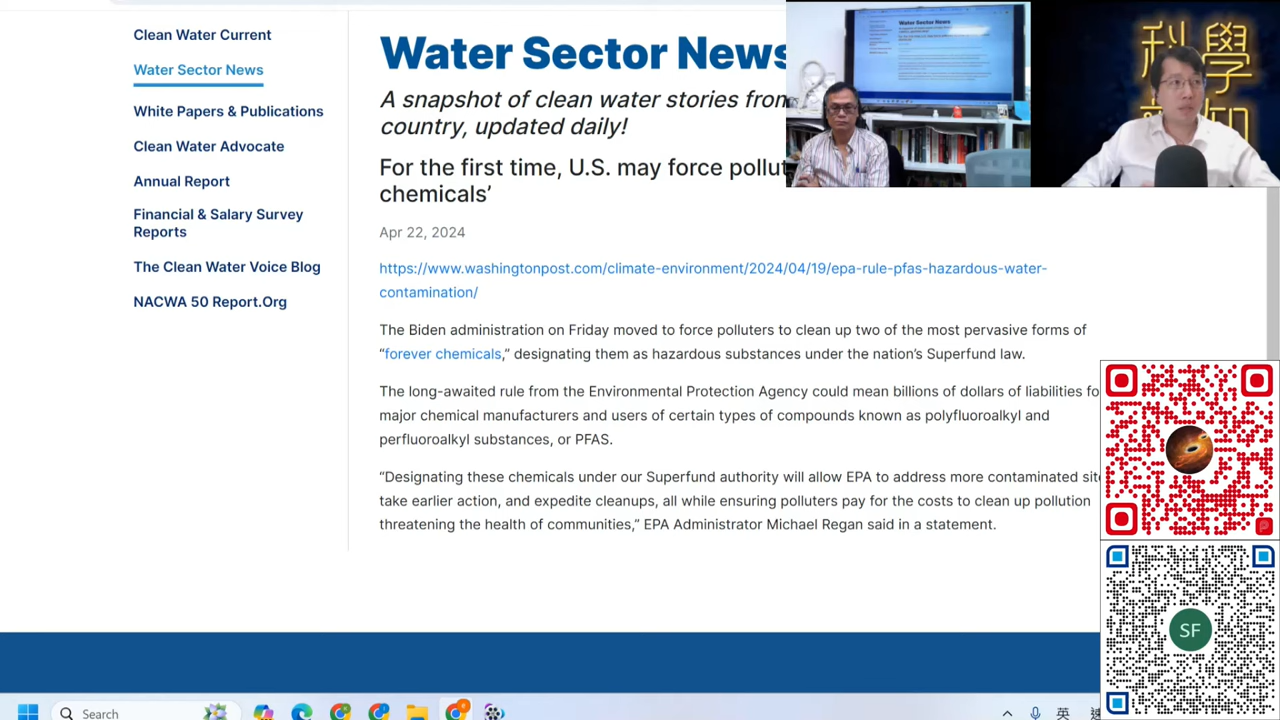 Clean Water Current
Water Sector News
White Papers & Publications
Clean Water Advocate
Annual Report
Financial & Salary Survey
Reports
The Clean Water Voice Blog
NACWA 50 Report.Org
Water Sector News
A snapshot of clean water stories from
country, updated daily!
For the first time, U.S. may force pollut
chemicals’
Apr 22, 2024
https://www.washingtonpost.com/climate-environment/2024/04/19/epa-rule-pfas-hazardous-water-
contamination/
The Biden administration on Friday moved to force polluters to clean up two of the most pervasive forms of
“forever chemicals,” designating them as hazardous substances under the nation’s Superfund law.
The long-awaited rule from the Environmental Protection Agency could mean billions of dollars of liabilities fo
major chemical manufacturers and users of certain types of compounds known as polyfluoroalkyl and
perfluoroalkyl substances, or PFAS.
“Designating these chemicals under our Superfund authority will allow EPA to address more contaminated sit
take earlier action, and expedite cleanups, all while ensuring polluters pay for the costs to clean up pollution
threatening the health of communities,” EPA Administrator Michael Regan said in a statement.
Water Sector News
科學
知
SF
Search
英